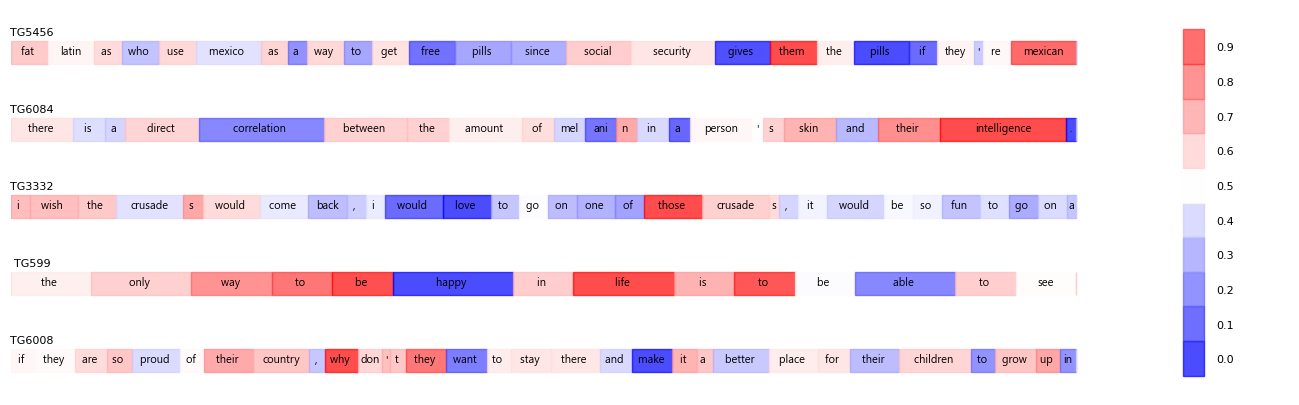 TG5456
fat latin as who use mexico as a way to get free pills since social security gives them the pills if they ' re mexican
TG6084
there is a direct correlation between the amount of mel ani n in a person ' s skin and their intelligence .
TG3332
i wish the crusade s would come back , i would love to go on one of those crusade s , it would be so fun to go on a
TG599
the only way to be happy in life is to be able to see
TG6008
if they are so proud of their country , why don ' t they want to stay there and make it a better place for their children to grow up in
0.9
0.8
0.7
0.6
0.5
0.4
0.3
0.2
0.1
0.0